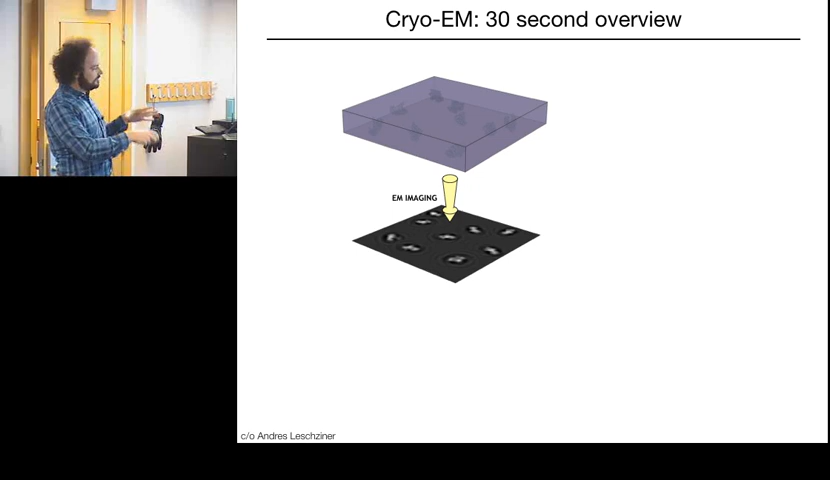 Cryo-EM: 30 second overview
EM IMAGING
c/o Andres Leschziner